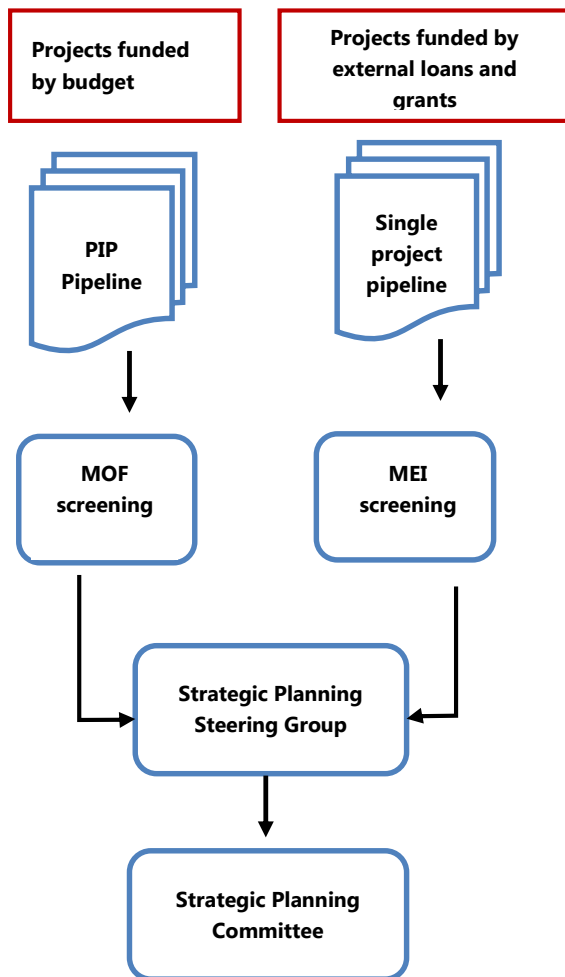 Projects funded
by budget
Projects funded by
external loans and
grants
PIP
Pipeline
Single
project
pipeline
MOF
screening
MEI
screening
Strategic Planning
Steering Group
Strategic Planning
Committee